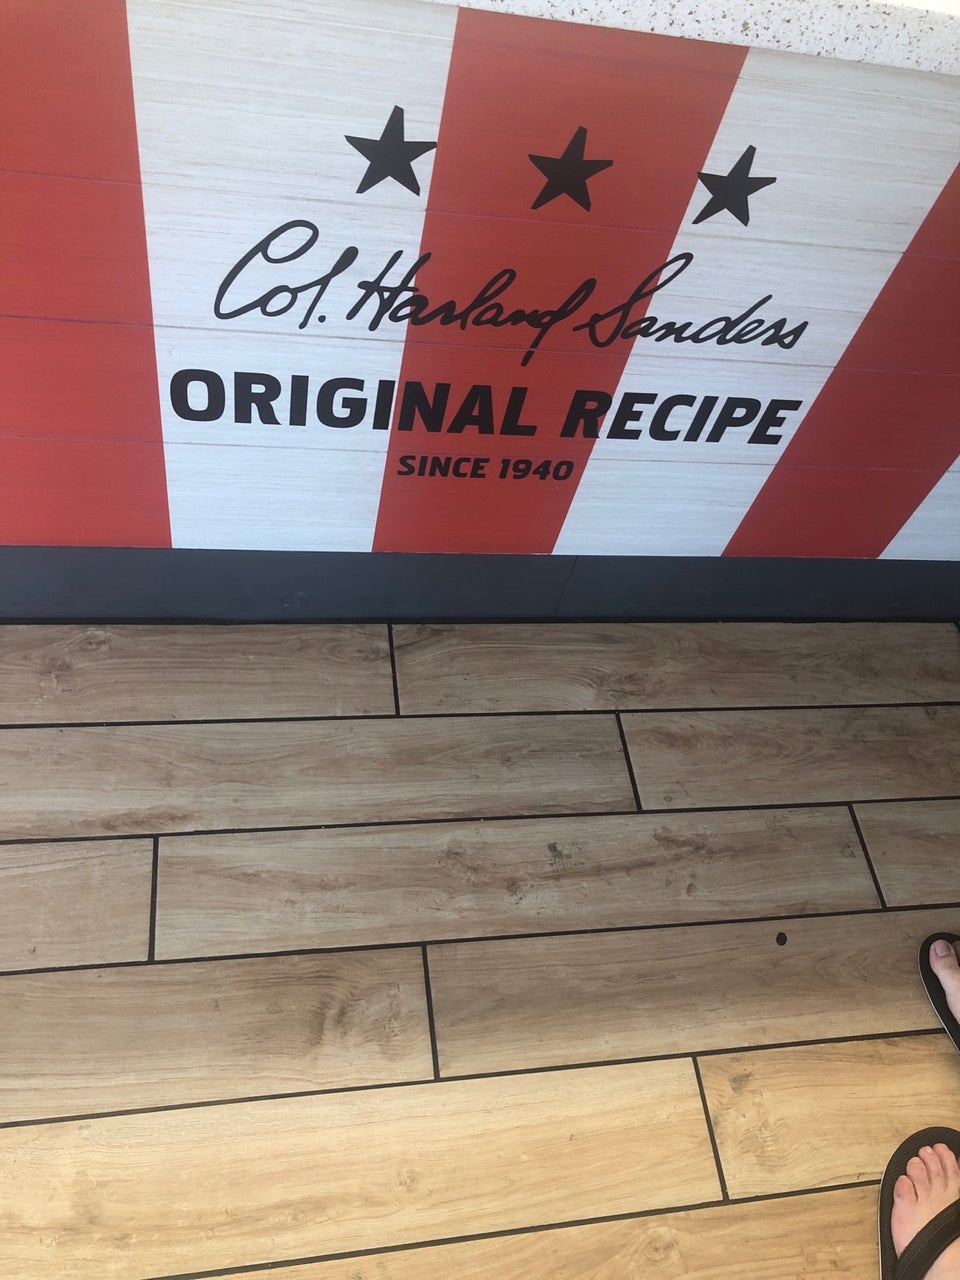 Col. Harland Sanders
ORIGINAL RECIPE
SINCE 1940